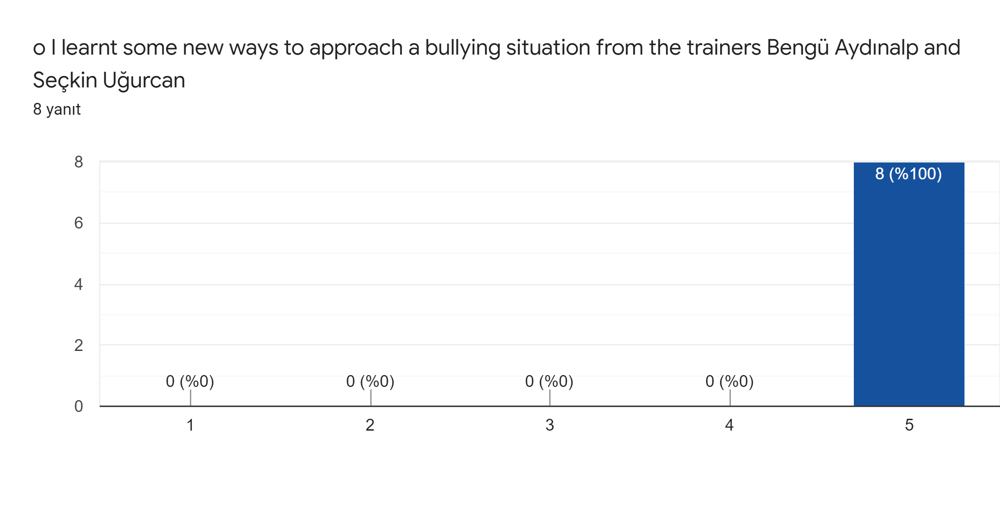 o I learnt some new ways to approach a bullying situation from the trainers Bengü Aydınalp and
Seçkin Uğurcan
8 yanıt
8
8 (%100)
6
4
2
0 (%0) 0 (%0) 0 (%0) 0 (%0)
0
1 2 3 4 5